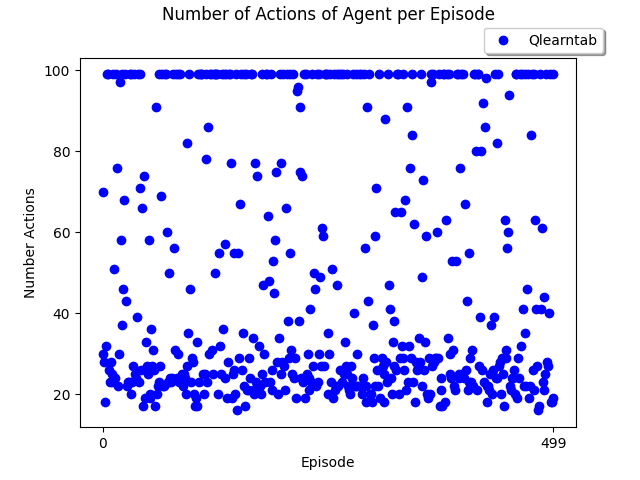 Number of Actions of Agent per Episode
Qlearntab
100
80
60
40
20
Number Actions
0
499
Episode